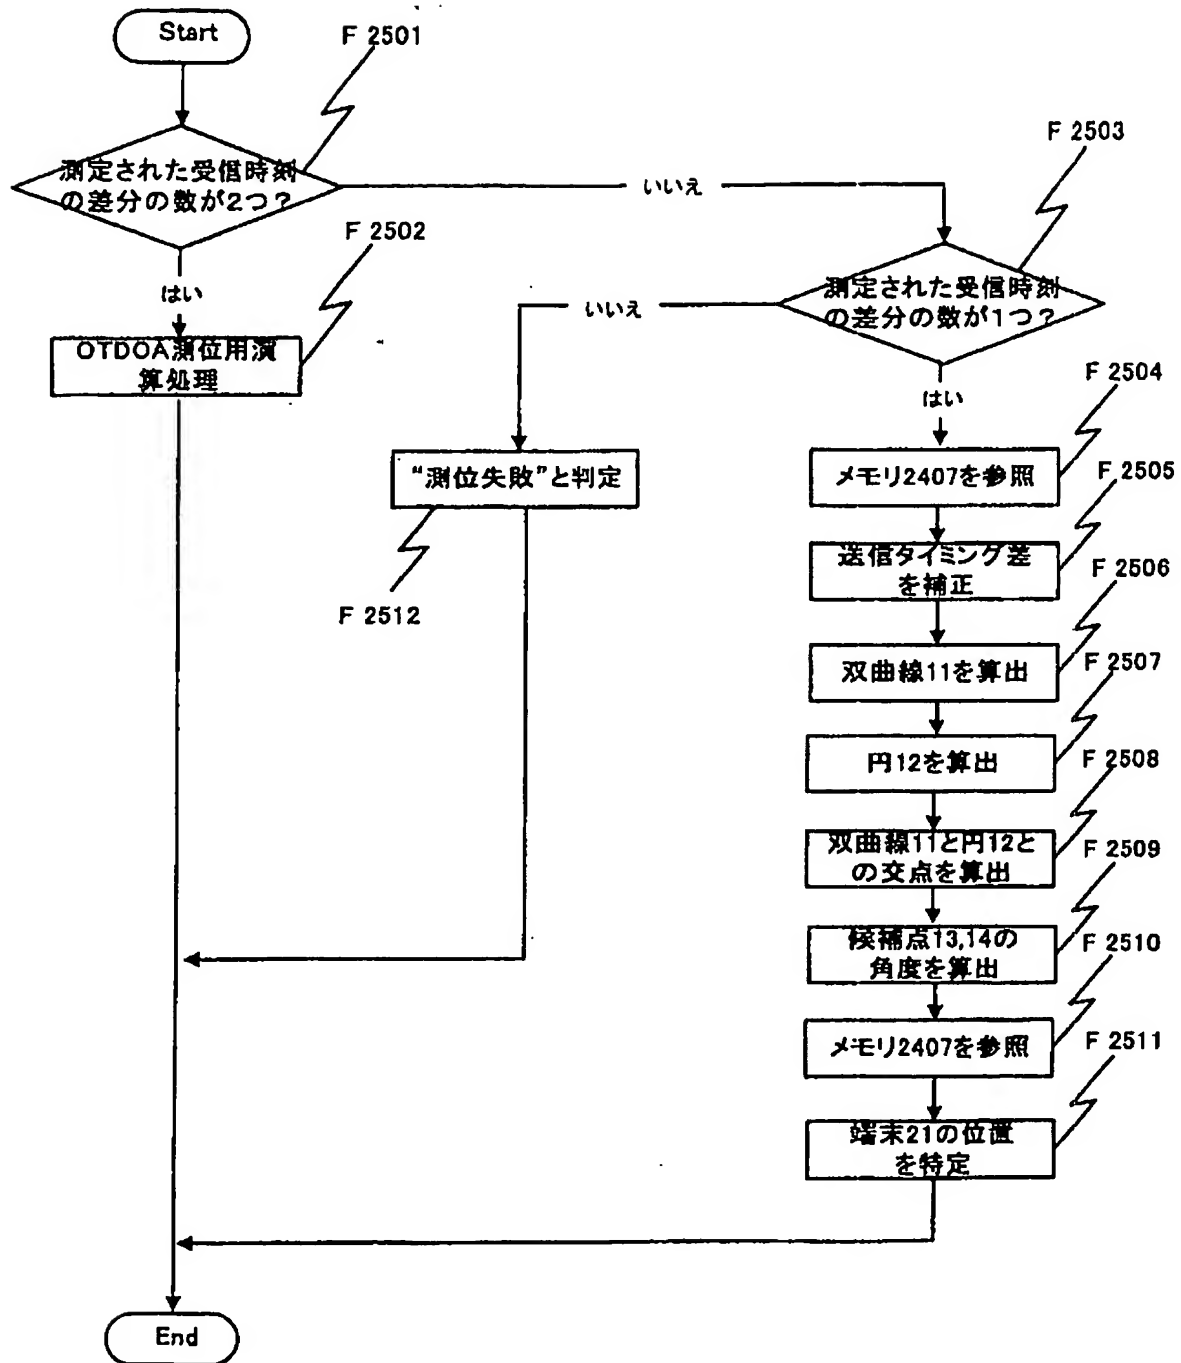 Start
F 2501
測定された受信時刻
の差分の数が2つ?
いいえ
F 2503
F 2502
はい
測定された受信時刻
の差分の数が1つ?
いいえ
OTDOA測位用演
算処理
はい
F 2504
“測位失敗”と判定
メモリ2407を参照
F 2505
送信タイミング差
を補正
F 2506
F 2512
双曲線11を算出
F 2507
円12を算出
F 2508
双曲線11と円12と
の交点を算出
F 2509
候補点13,14の
角度を算出
F 2510
メモリ2407を参照
F 2511
端末21の位置
を特定
End